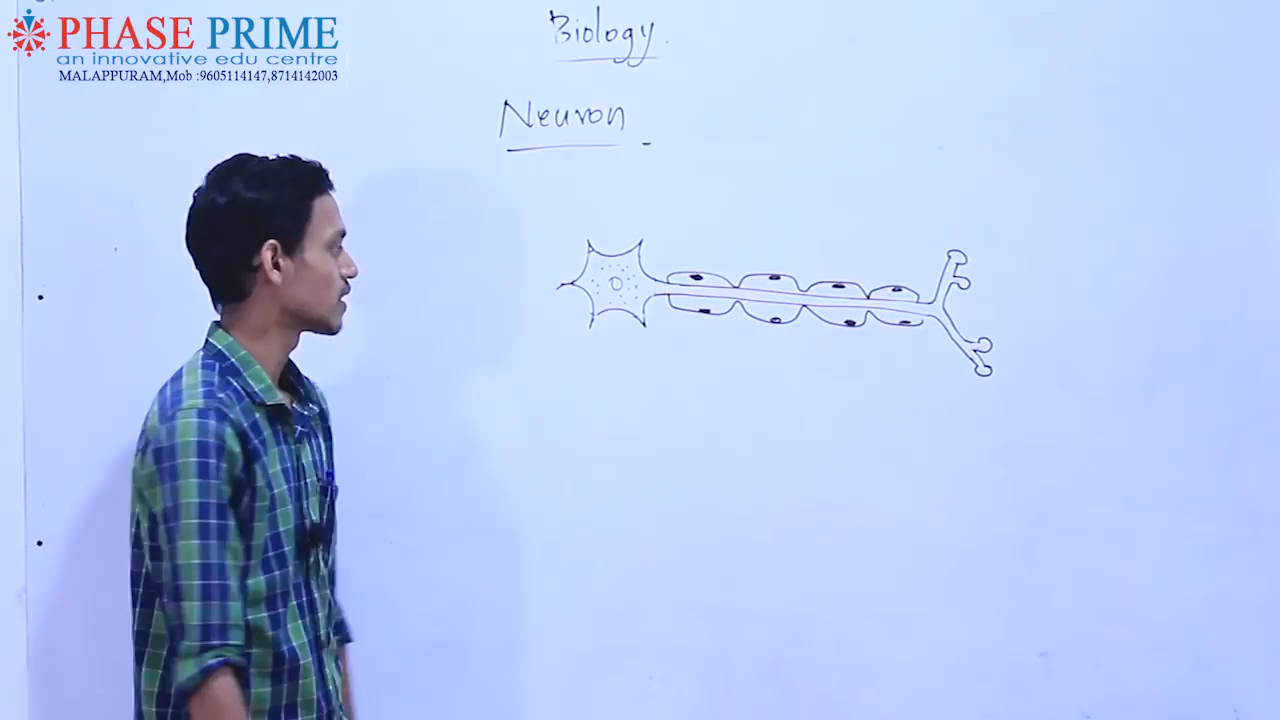 PHASE PRIME
an innovative edu centre
MALAPPURAM,Mob :9605114147,8714142003
Biology.
Neuron